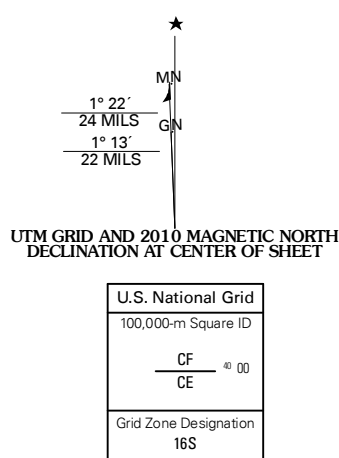 MN
1° 22´
24 MILS
GN
1° 13´
22 MILS
UTM GRID AND 2010 MAGNETIC NORTH
DECLINATION AT CENTER OF SHEET
U.S. National Grid
100,000-m Square ID
CF
40 00
CE
Grid Zone Designation
16S